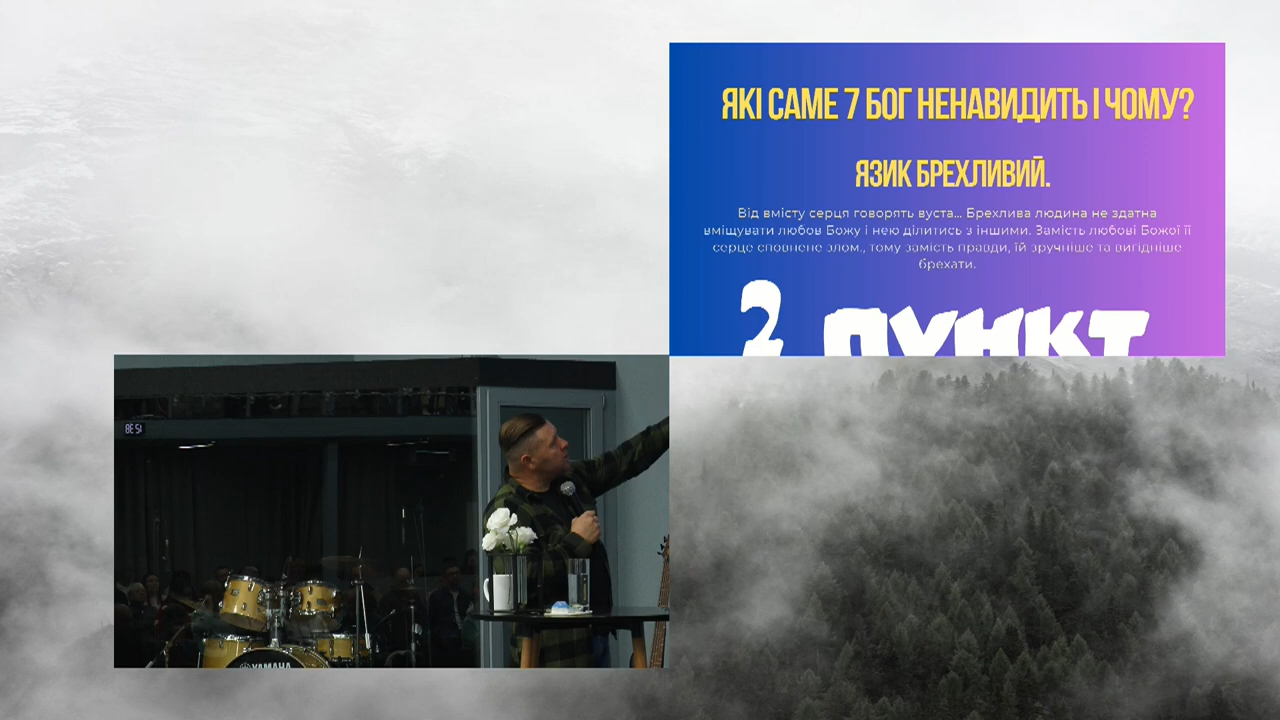 ЯКІ САМЕ 7 БОГ НЕНАВИДИТЬ І ЧОМУ?
ЯЗИК БРЕХЛИВИЙ.
Від вмісту серця говорять вуста... Брехлива людина не здатна
вміщувати любов Божу і нею ділитись з іншими. Замість любові Божої її
серце сповнене злом., тому замість правди, їй зручніше та вигідніше
брехати.
2 ПУНКТ
YAMAHA